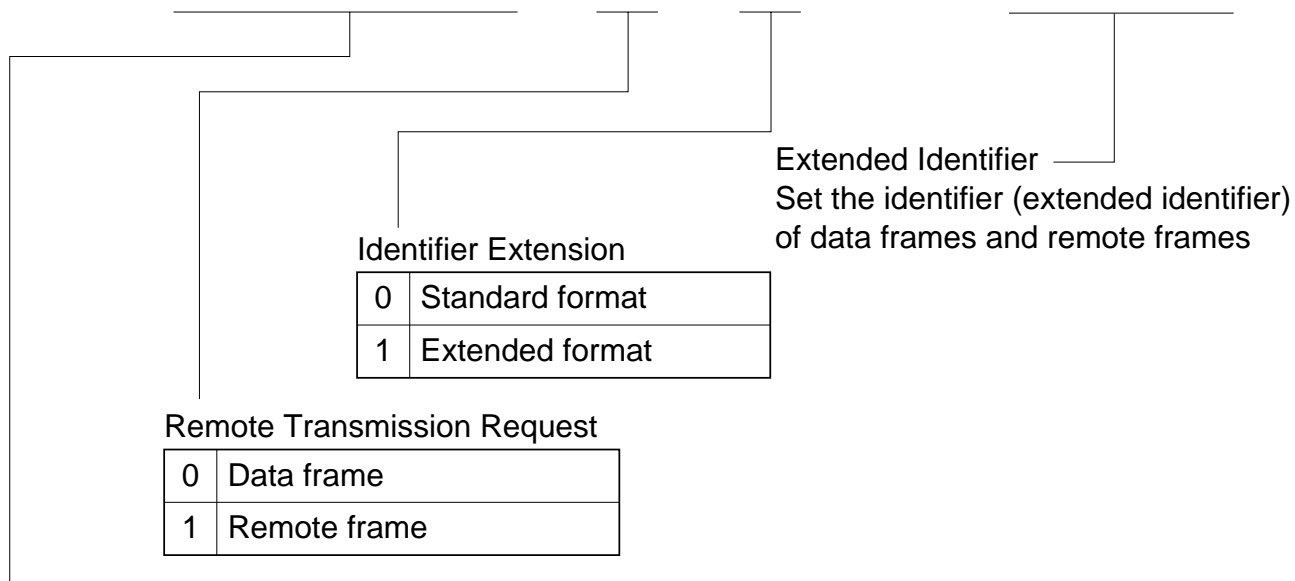 Extended Identifier
Set the identifier (extended identifier)
of data frames and remote frames
Identifier Extension
0 Standard format
1 Extended format
Remote Transmission Request
0 Data frame
1 Remote frame